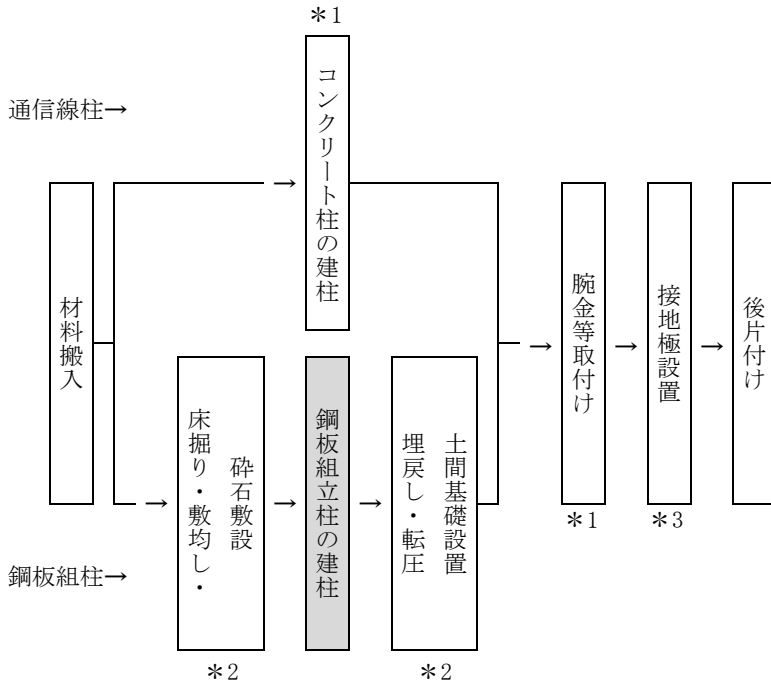 ＊1
通信線柱→
コンクリート柱の建柱
材料搬入
腕金等取付け
接地極設置
後片付け
床掘り・敷均し・
砕石敷設
鋼板組立柱の建柱
埋戻し・転圧
土間基礎設置
＊1
＊3
鋼板組柱→
＊2
＊2